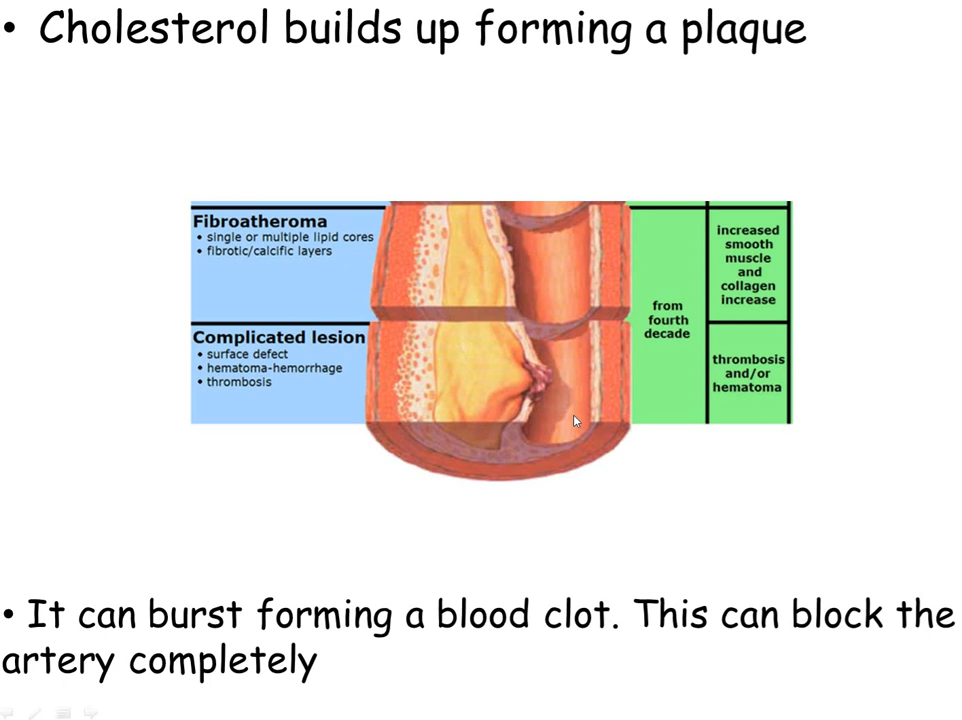 • Cholesterol builds up forming a plaque
Fibroatheroma
• single or multiple lipid cores
• fibrotic/calcific layers
increased
smooth
muscle
and
collagen
increase
from
fourth
decade
Complicated lesion
• surface defect
• hematoma-hemorrhage
• thrombosis
thrombosis
and/or
hematoma
• It can burst forming a blood clot. This can block the
artery completely